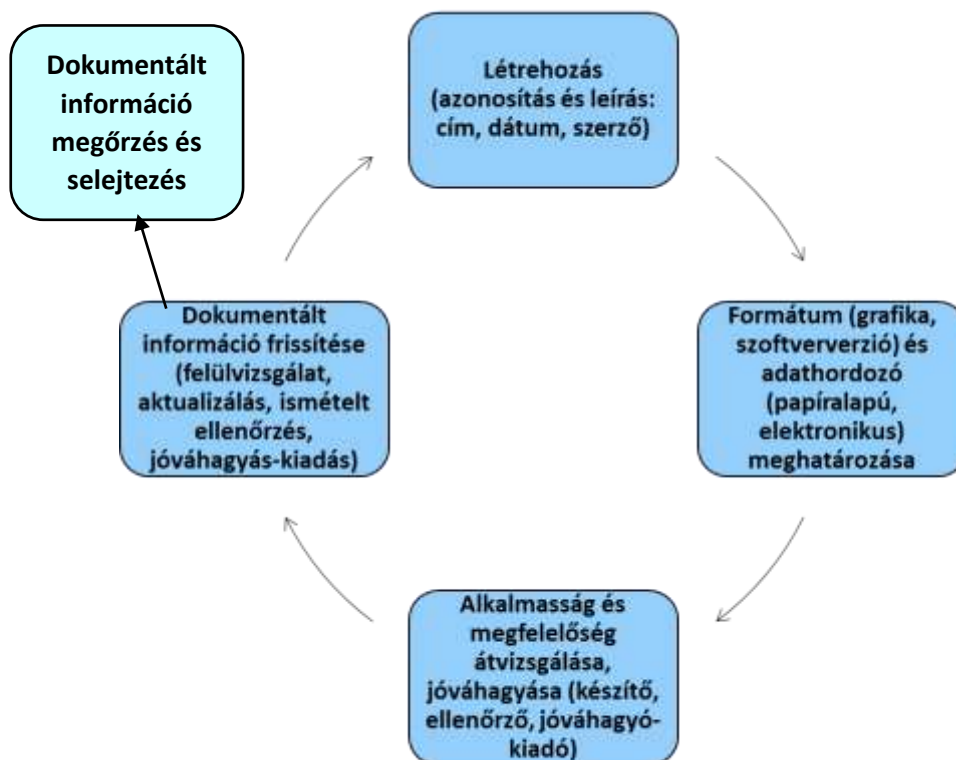 Dokumentált
információ
megőrzés és
selejtezés
Létrehozás
(azonosítás és leírás:
cím, dátum, szerző)
Formátum (grafika,
szoftververzió) és
adathordozó
(papíralapú,
elektronikus)
meghatározása
Alkalmasság és
megfelelőség
átvizsgálása,
jóváhagyása (készítő,
ellenőrző, jóváhagyó-
kiadó)
Dokumentált
információ frissítése
(felülvizsgálat,
aktualizálás, ismételt
ellenőrzés,
jóváhagyás-kiadás)